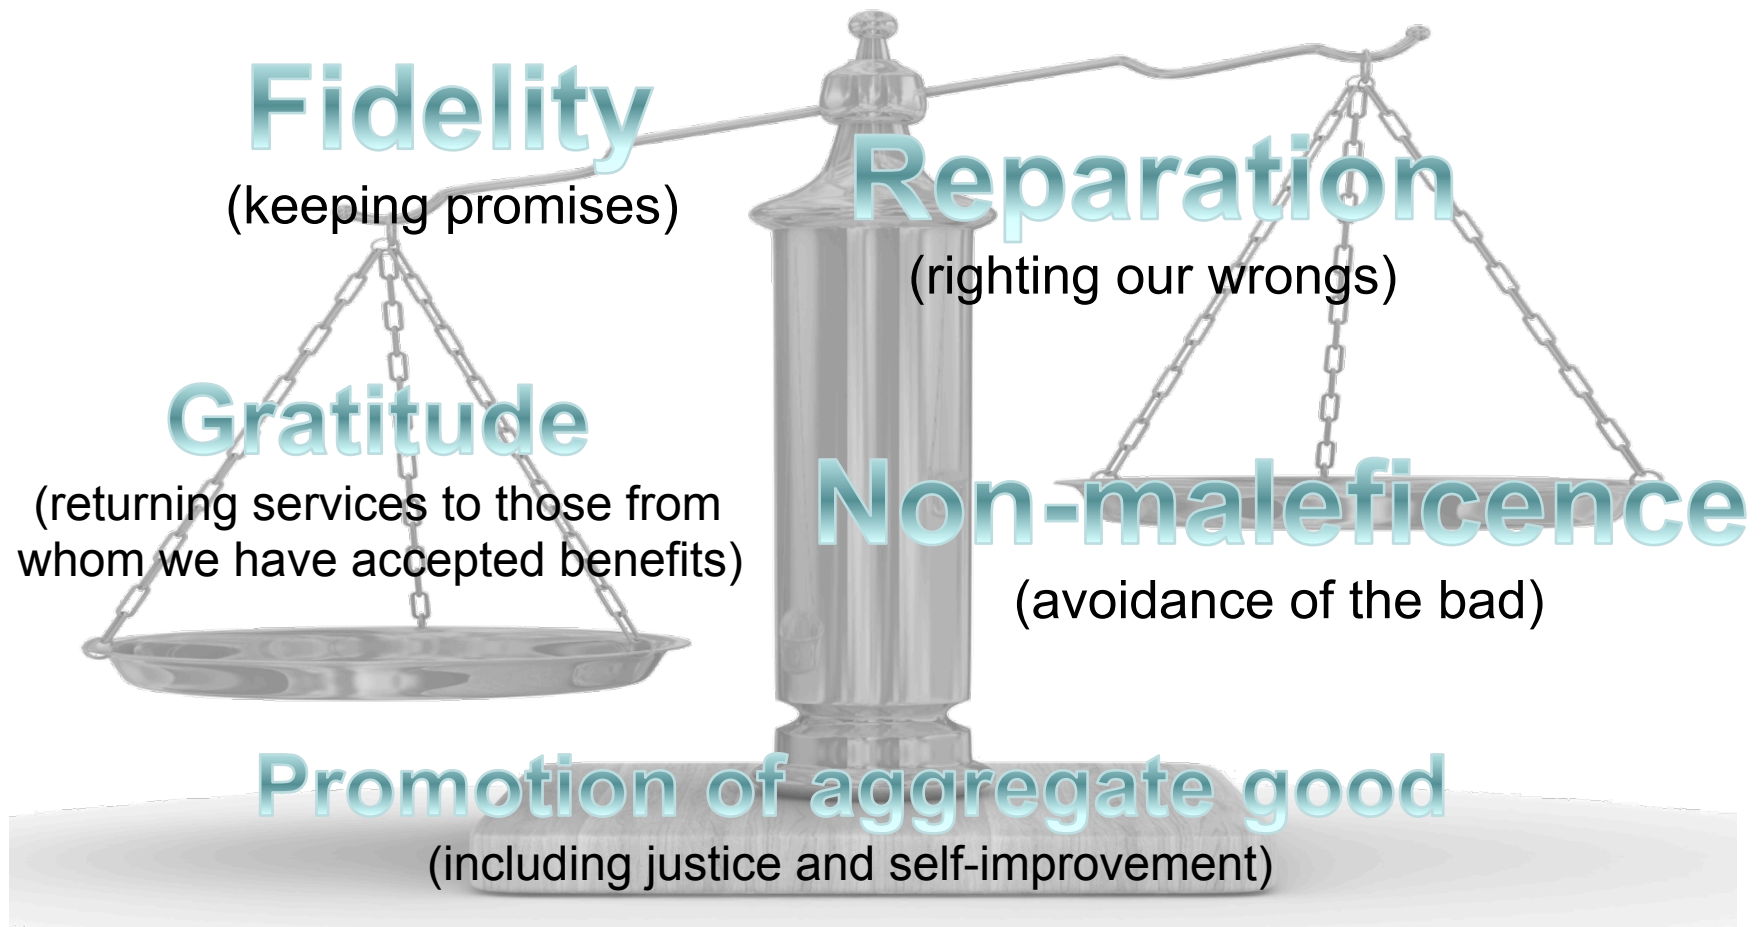 Fidelity
(keeping promises)
Reparation
(righting our wrongs)
Gratitude
(returning services to those from
whom we have accepted benefits)
Non-maleficence
(avoidance of the bad)
Promotion of aggregate good
(including justice and self-improvement)